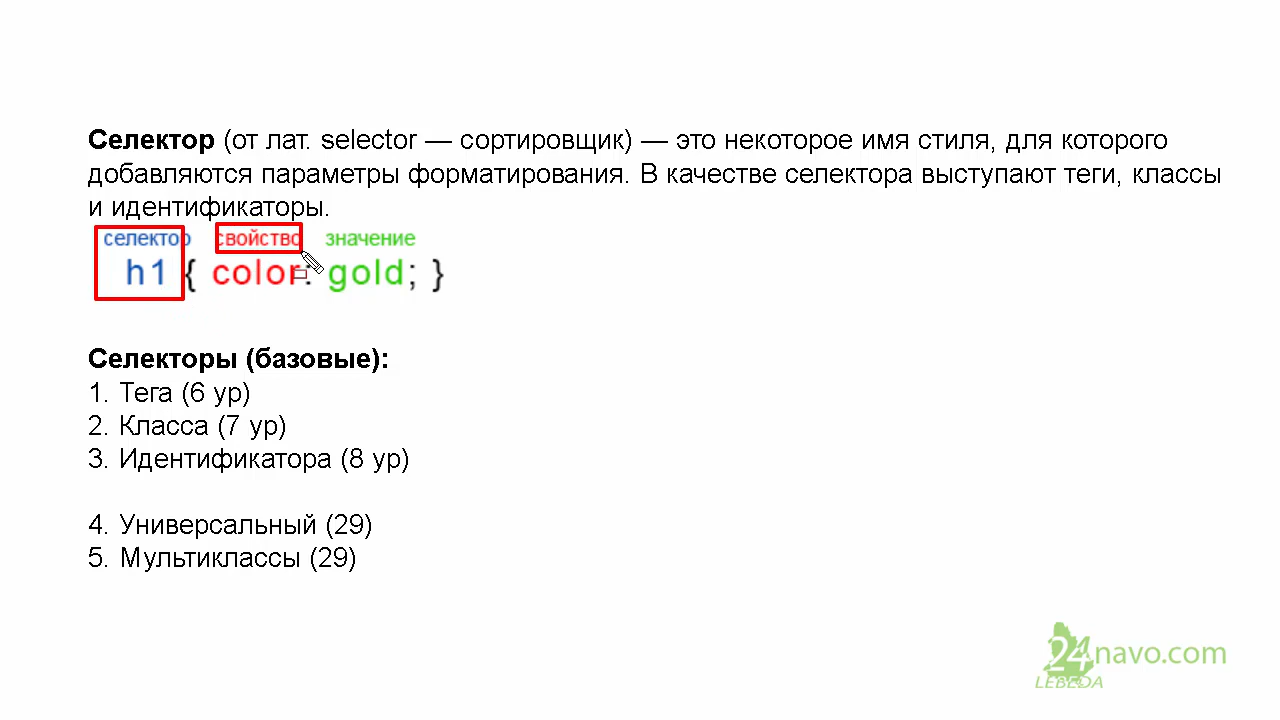 Селектор (от лат. selector — сортировщик) — это некоторое имя стиля, для которого
добавляются параметры форматирования. В качестве селектора выступают теги, классы
и идентификаторы.
селектор свойство значение
h1 { color: gold; }
Селекторы (базовые):
1. Тега (6 ур)
2. Класса (7 ур)
3. Идентификатора (8 ур)
4. Универсальный (29)
5. Мультиклассы (29)
24navo.com
LEBEDA